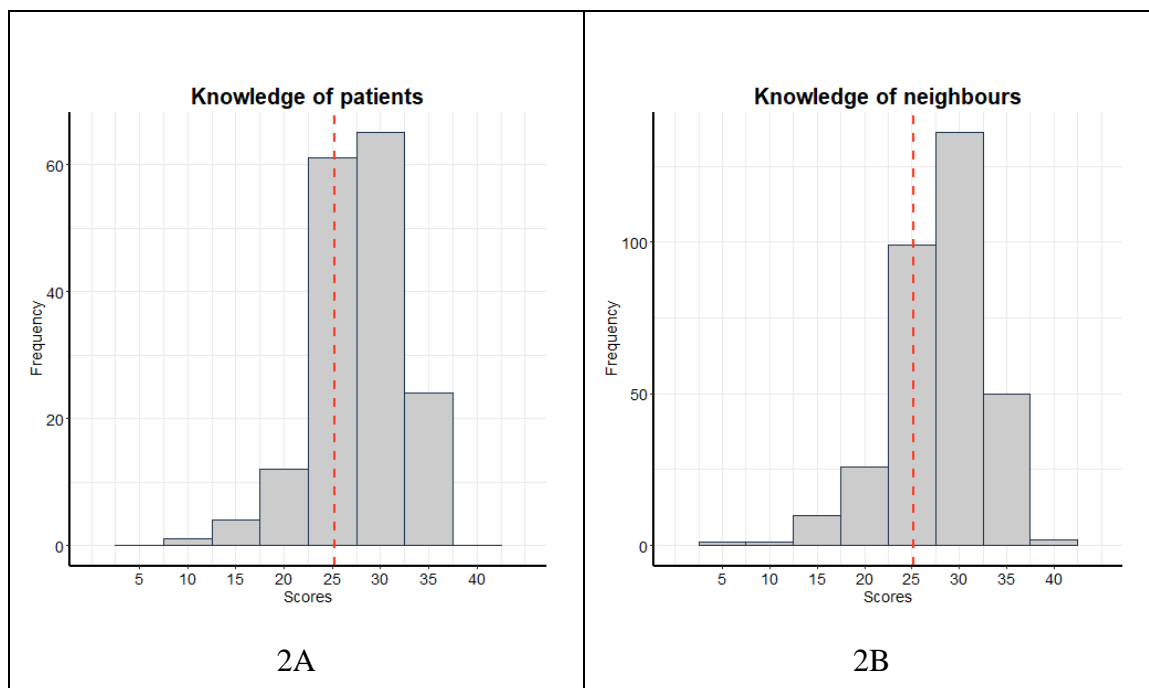 Knowledge of patients
Frequency
60
40
20
0
5 10 15 20 25 30 35 40
Scores
2A
Knowledge of neighbours
Frequency
100
50
0
5 10 15 20 25 30 35 40
Scores
2B